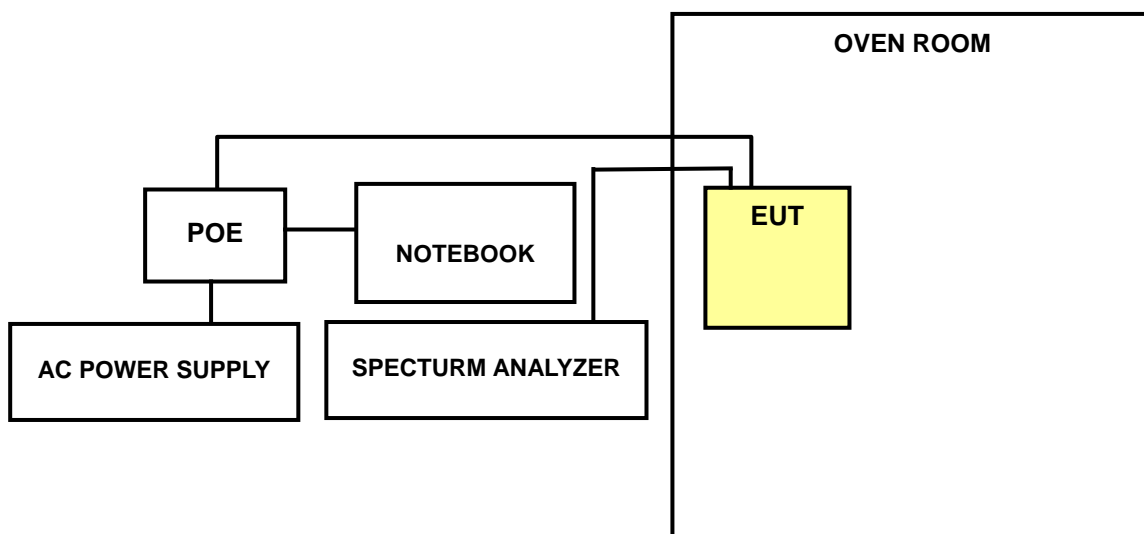 OVEN ROOM
POE
NOTEBOOK
EUT
AC POWER SUPPLY
SPECTURM ANALYZER